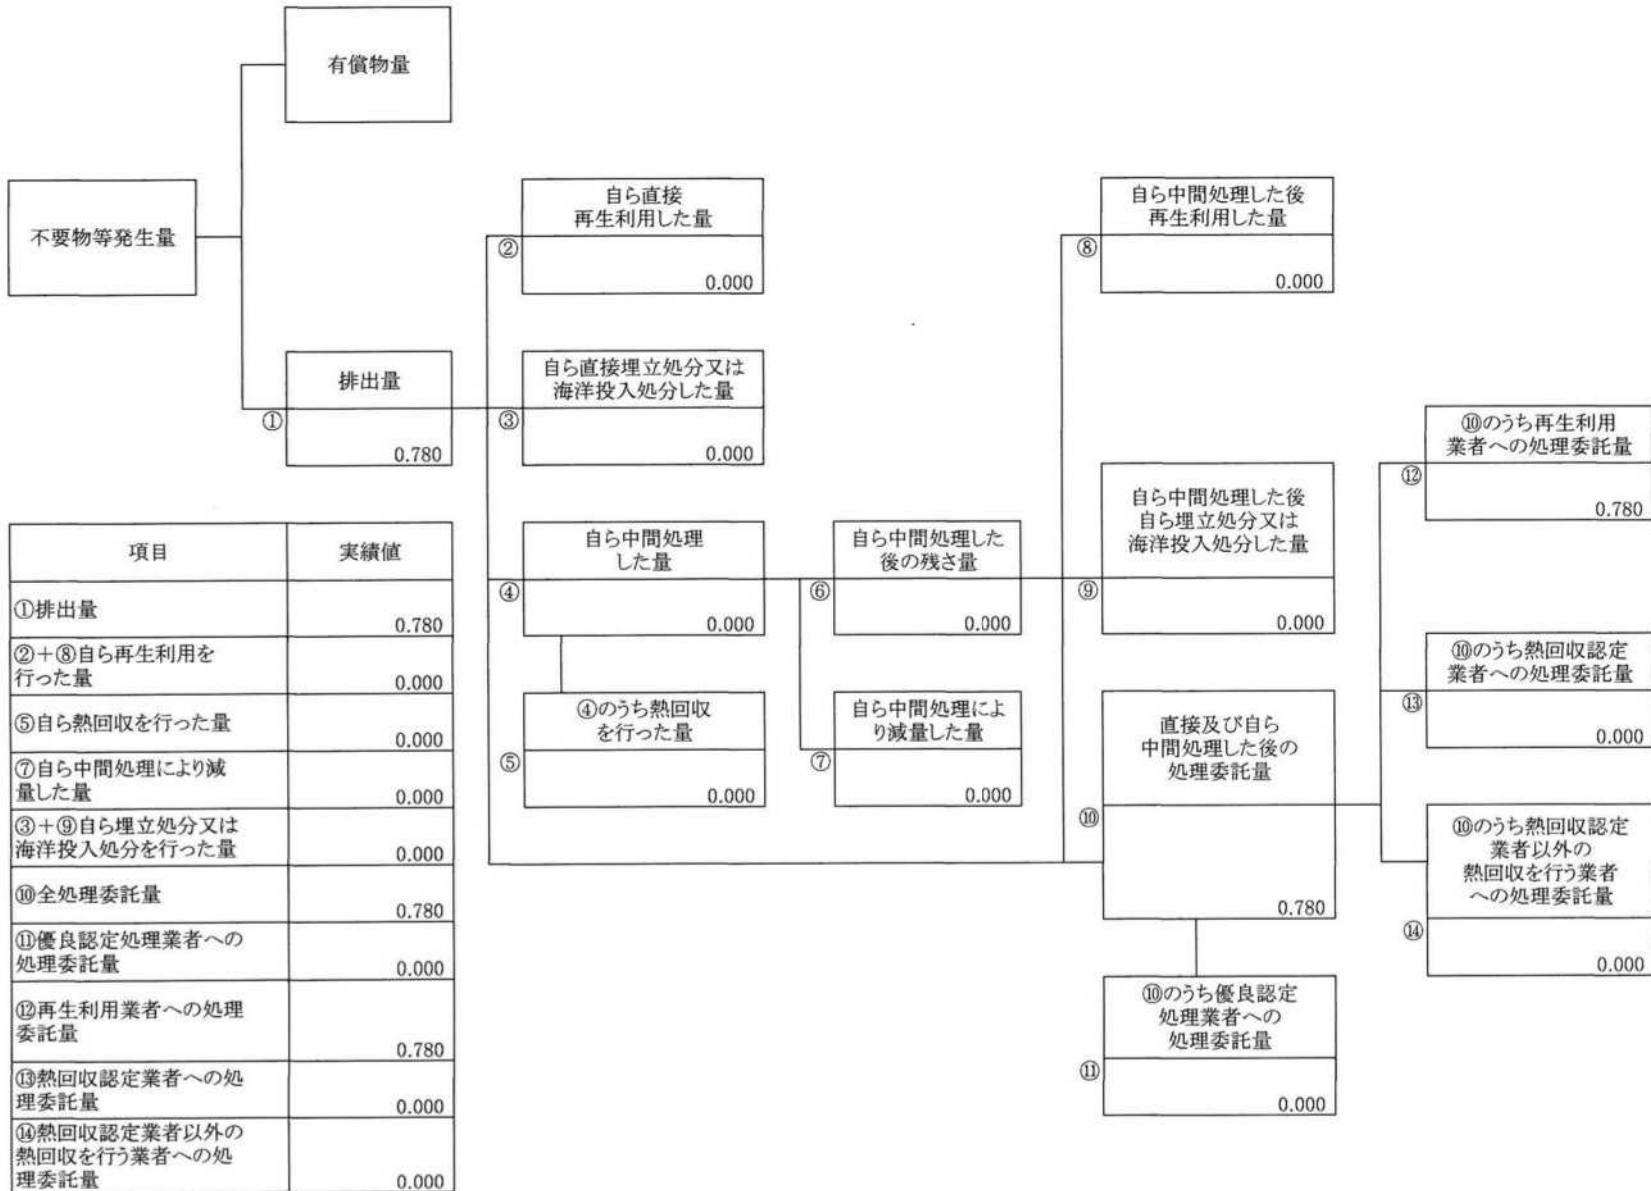 有償物量
不要物等発生量
自ら直接
再生利用した量
②
0.000
自ら中間処理した後
再生利用した量
⑧
0.000
排出量
①
0.780
自ら直接埋立処分又は
海洋投入処分した量
③
0.000
⑩のうち再生利用
業者への処理委託量
⑫
0.780
自ら中間処理
した量
④
0.000
自ら中間処理した
後の残さ量
⑥
0.000
自ら中間処理した後
自ら埋立処分又は
海洋投入処分した量
⑨
0.000
⑩のうち熱回収認定
業者への処理委託量
⑬
0.000
④のうち熱回収
を行った量
⑤
0.000
自ら中間処理によ
り減量した量
⑦
0.000
直接及び自ら
中間処理した後の
処理委託量
⑩
0.780
⑩のうち熱回収認定
業者以外の
熱回収を行う業者
への処理委託量
⑭
0.000
⑩のうち優良認定
処理業者への
処理委託量
⑪
0.000
項目 実績値
①排出量
0.780
②+⑧自ら再生利用を
行った量 0.000
⑤自ら熱回収を行った量
0.000
⑦自ら中間処理により減
量した量 0.000
③+⑨自ら埋立処分又は
海洋投入処分を行った量 0.000
⑩全処理委託量
0.780
⑪優良認定処理業者への
処理委託量 0.000
⑫再生利用業者への処理
委託量
0.780
⑬熱回収認定業者への処
理委託量 0.000
⑭熱回収認定業者以外の
熱回収を行う業者への処
理委託量 0.000